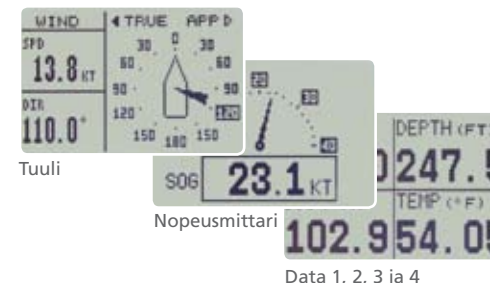 WIND
SPD
13.8 KT
DIR
110.0°
◀ TRUE APP ▷
0
30 30
60 60
90 90
120 120
150 180 150
Tuuli
20
30
40
SOG 23.1 KT
Nopeusmittari
DEPTH (FT)
247.5
TEMP (°F)
102.9 54.05
Data 1, 2, 3 ja 4